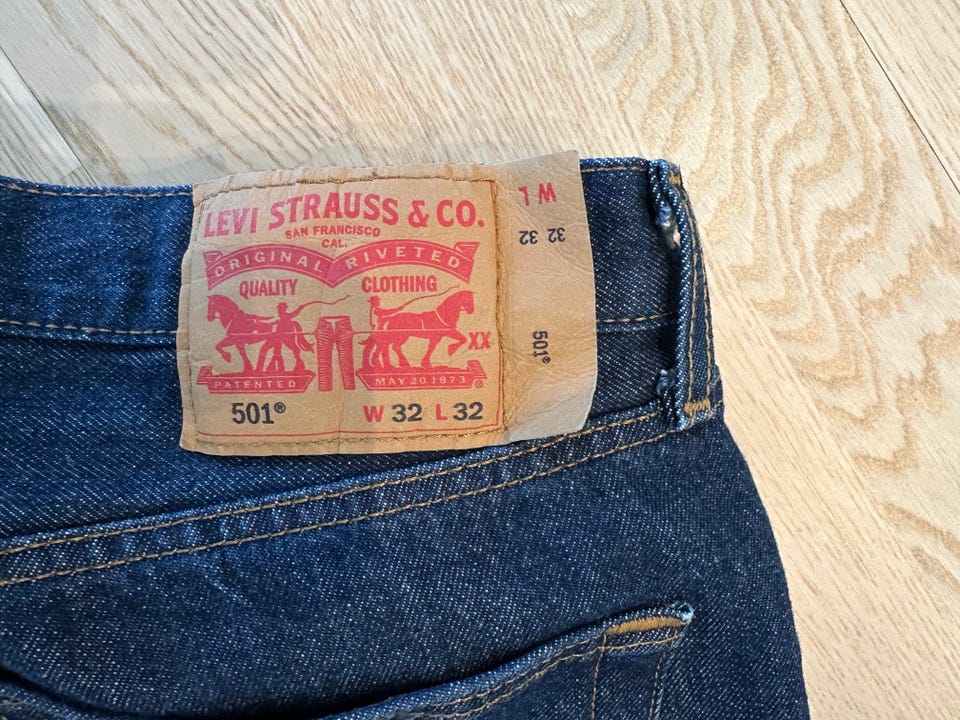 LEVI STRAUSS & CO.
SAN FRANCISCO
CAL.
ORIGINAL RIVETED
QUALITY CLOTHING
XX
PATENTED MAY 20 1873 ®
501® W 32 L 32
W L
32 32
501®